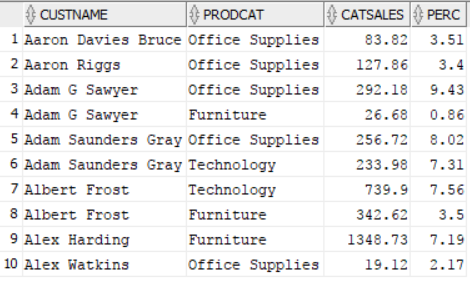 CUSTNAME PRODCAT CATSALES PERC
1 Aaron Davies Bruce Office Supplies 83.82 3.51
2 Aaron Riggs Office Supplies 127.86 3.4
3 Adam G Sawyer Office Supplies 292.18 9.43
4 Adam G Sawyer Furniture 26.68 0.86
5 Adam Saunders Gray Office Supplies 256.72 8.02
6 Adam Saunders Gray Technology 233.98 7.31
7 Albert Frost Technology 739.9 7.56
8 Albert Frost Furniture 342.62 3.5
9 Alex Harding Furniture 1348.73 7.19
10 Alex Watkins Office Supplies 19.12 2.17